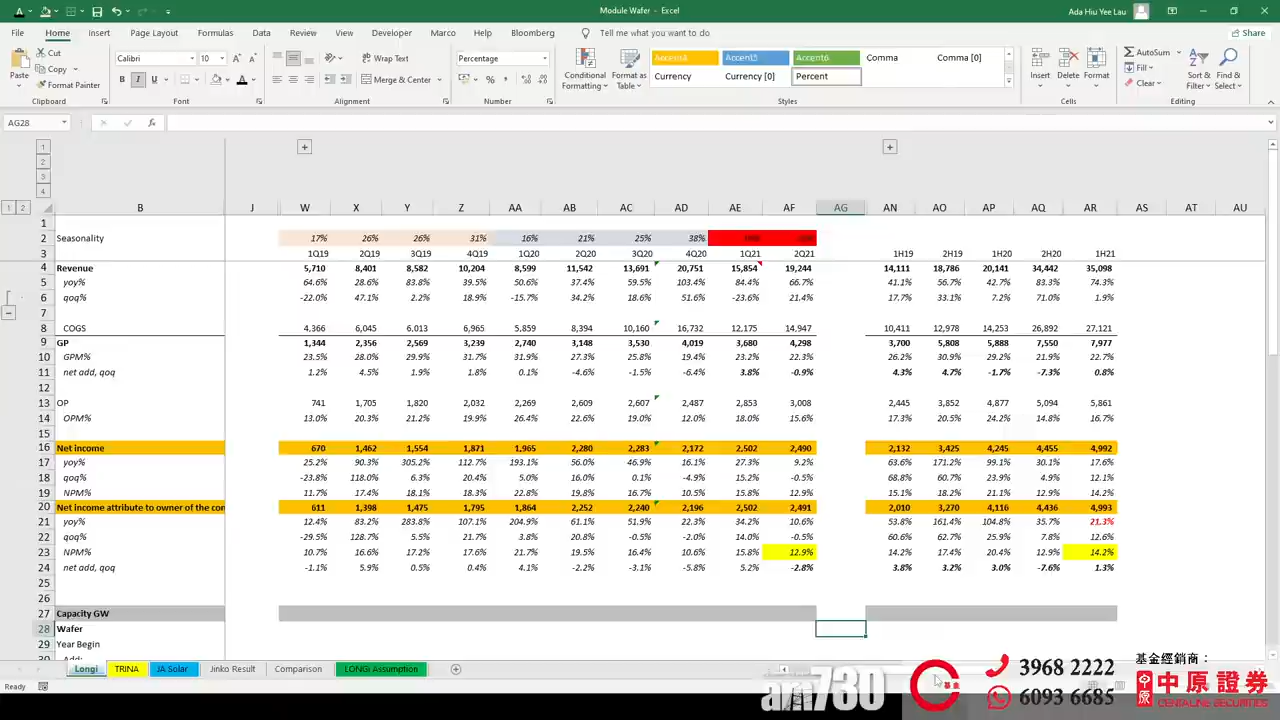 Module Wafer - Excel
Ada Hiu Yee Lau
File Home Insert Page Layout Formulas Data Review View Developer Marco Help Bloomberg Tell me what you want to do Share
Paste Cut Copy Format Painter Clipboard
Calibri 10 Font
Wrap Text Merge & Center Alignment
Percentage Number
Conditional Formatting Format as Table
Accent5 Accent6 Comma Comma [0]
Currency Currency [0] Percent
Styles
Insert Delete Format Cells
AutoSum Fill Clear Sort & Filter Find & Select Editing
AG28 fx
1 2 3 4
1 2
B J W X Y Z AA AB AC AD AE AF AG AN AO AP AQ AR AS AT AU
1
2 Seasonality 17% 26% 26% 31% 16% 21% 25% 38%
3 1Q19 2Q19 3Q19 4Q19 1Q20 2Q20 3Q20 4Q20 1Q21 2Q21 1H19 2H19 1H20 2H20 1H21
4 Revenue 5,710 8,401 8,582 10,204 8,599 11,542 13,691 20,751 15,854 19,244 14,111 18,786 20,141 34,442 35,098
5 yoy% 64.6% 28.6% 83.8% 39.5% 50.6% 37.4% 59.5% 103.4% 84.4% 66.7% 41.1% 56.7% 42.7% 83.3% 74.3%
6 qoq% -22.0% 47.1% 2.2% 18.9% -15.7% 34.2% 18.6% 51.6% -23.6% 21.4% 17.7% 33.1% 7.2% 71.0% 1.9%
7
8 COGS 4,366 6,045 6,013 6,965 5,859 8,394 10,160 16,732 12,175 14,947 10,411 12,978 14,253 26,892 27,121
9 GP 1,344 2,356 2,569 3,239 2,740 3,148 3,530 4,019 3,680 4,298 3,700 5,808 5,888 7,550 7,977
10 GPM% 23.5% 28.0% 29.9% 31.7% 31.9% 27.3% 25.8% 19.4% 23.2% 22.3% 26.2% 30.9% 29.2% 21.9% 22.7%
11 net add, qoq 1.2% 4.5% 1.9% 1.8% 0.1% -4.6% -1.5% -6.4% 3.8% -0.9% 4.3% 4.7% -1.7% -7.3% 0.8%
12
13 OP 741 1,705 1,820 2,032 2,269 2,609 2,607 2,487 2,853 3,008 2,445 3,852 4,877 5,094 5,861
14 OPM% 13.0% 20.3% 21.2% 19.9% 26.4% 22.6% 19.0% 12.0% 18.0% 15.6% 17.3% 20.5% 24.2% 14.8% 16.7%
15
16 Net income 670 1,462 1,554 1,871 1,965 2,280 2,283 2,172 2,502 2,490 2,132 3,425 4,245 4,455 4,992
17 yoy% 25.2% 90.3% 305.2% 112.7% 193.1% 56.0% 46.9% 16.1% 27.3% 9.2% 63.6% 171.2% 99.1% 30.1% 17.6%
18 qoq% -23.8% 118.0% 6.3% 20.4% 5.0% 16.0% 0.1% -4.9% 15.2% -0.5% 68.8% 60.7% 23.9% 4.9% 12.1%
19 NPM% 11.7% 17.4% 18.1% 18.3% 22.8% 19.8% 16.7% 10.5% 15.8% 12.9% 15.1% 18.2% 21.1% 12.9% 14.2%
20 Net income attribute to owner of the con 611 1,398 1,475 1,795 1,864 2,252 2,240 2,196 2,502 2,491 2,010 3,270 4,116 4,436 4,993
21 yoy% 12.4% 83.2% 283.8% 107.1% 204.9% 61.1% 51.9% 22.3% 34.2% 10.6% 53.8% 161.4% 104.8% 35.7% 21.3%
22 qoq% -29.5% 128.7% 5.5% 21.7% 3.8% 20.8% -0.5% -2.0% 14.0% -0.5% 60.6% 62.7% 25.9% 7.8% 12.6%
23 NPM% 10.7% 16.6% 17.2% 17.6% 21.7% 19.5% 16.4% 10.6% 15.8% 12.9% 14.2% 17.4% 20.4% 12.9% 14.2%
24 net add, qoq -1.1% 5.9% 0.5% 0.4% 4.1% -2.2% -3.1% -5.8% 5.2% -2.8% 3.8% 3.2% 3.0% -7.6% 1.3%
25
26
27 Capacity GW
28 Wafer
29 Year Begin
30 Add:
Longi TRINA JA Solar Jinko Result Comparison LONGi Assumption
Ready
am730
基金
3968 2222
6093 6685
基金經銷商：
中原證券
CENTALINE SECURITIES